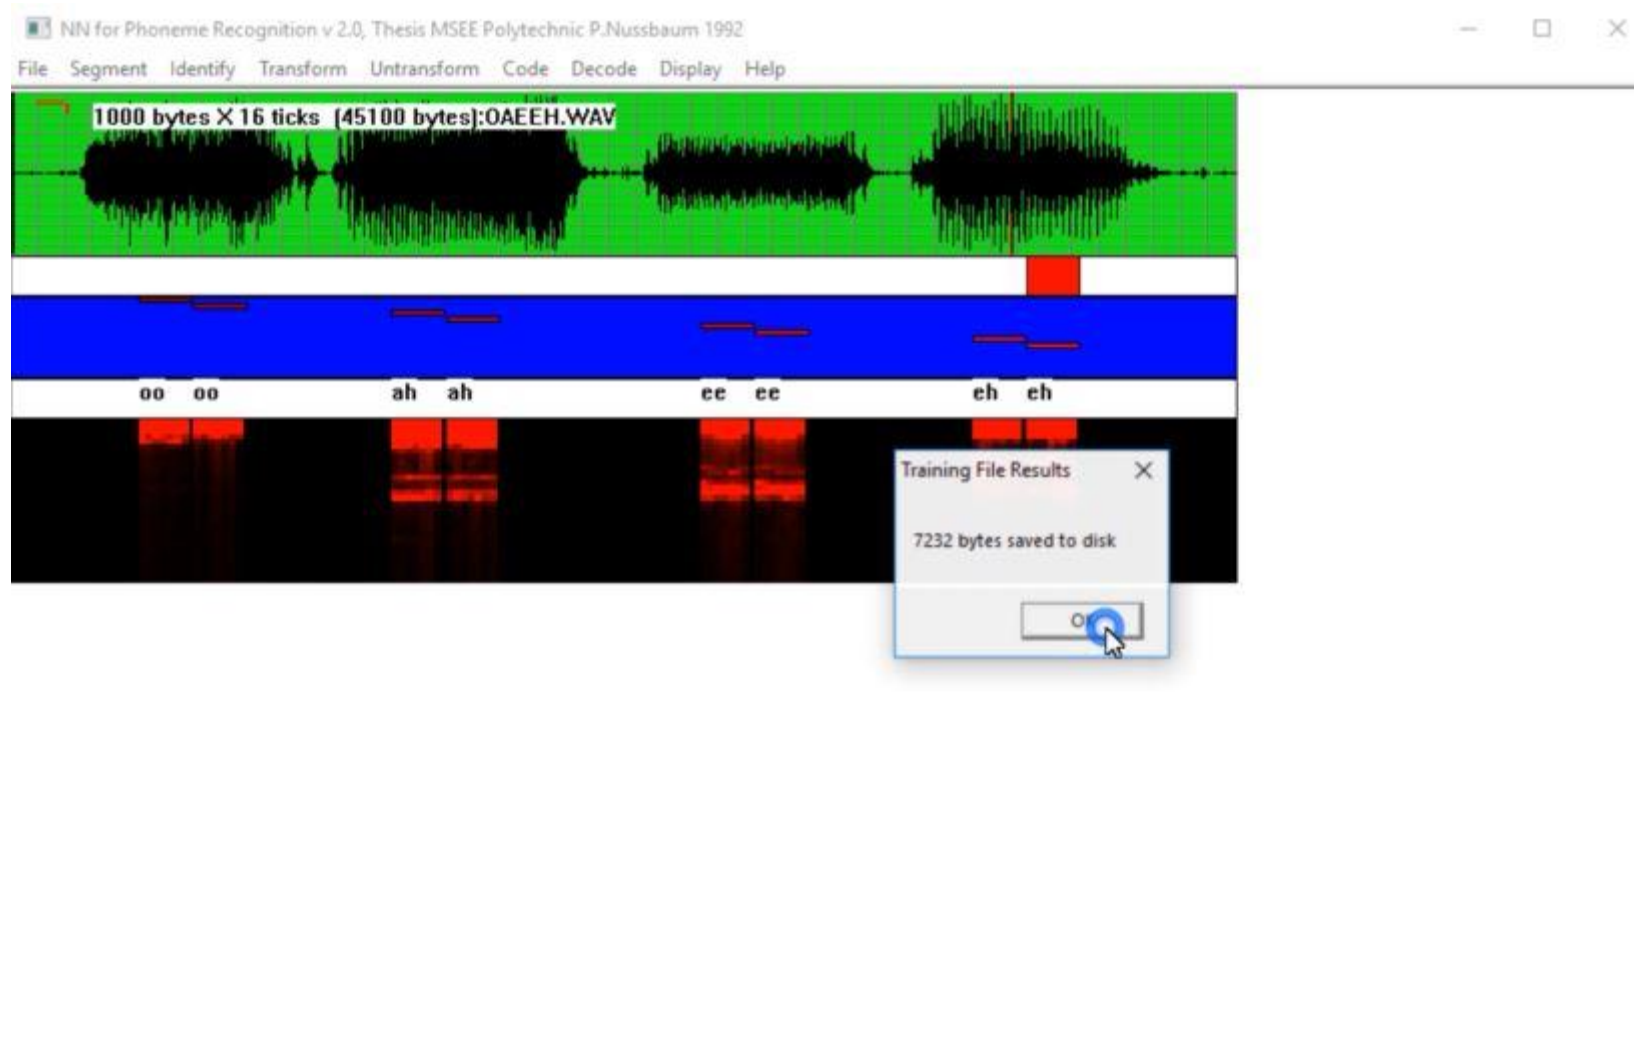 NN for Phoneme Recognition v 2.0, Thesis MSEE Polytechnic P.Nussbaum 1992
File Segment Identify Transform Untransform Code Decode Display Help
1000 bytes X 16 ticks (45100 bytes):OAEEH.WAV
oo oo ah ah ee ee eh eh
Training File Results
7232 bytes saved to disk